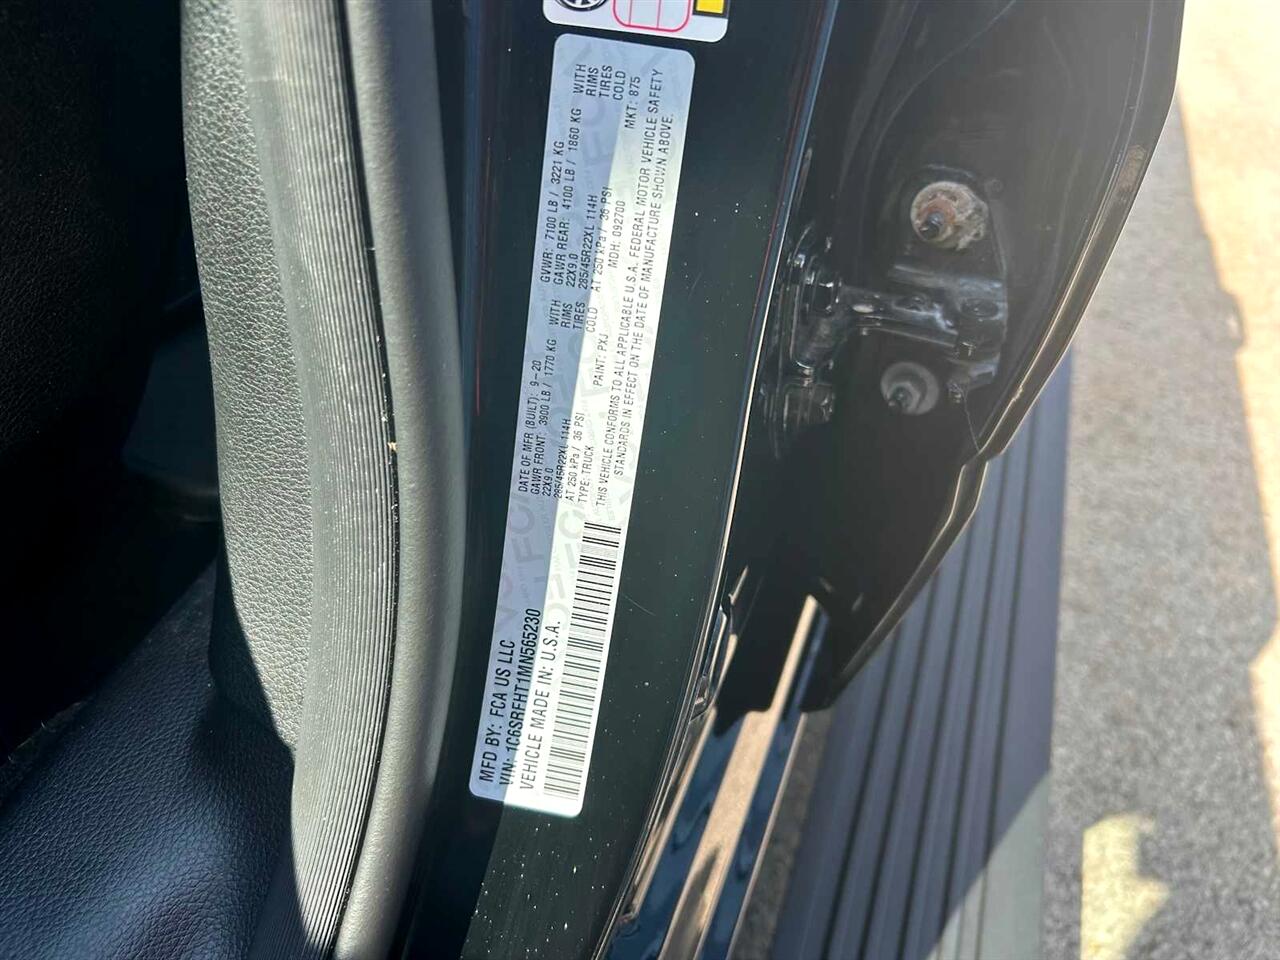 MFD BY: FCA US LLC
VIN: 1C6SRFHT1MN565230
VEHICLE MADE IN: U.S.A.
DATE OF MFR (BUILT): 9-20 GVWR: 7100 LB / 3221 KG
GAWR FRONT: 3900 LB / 1770 KG WITH GAWR REAR: 4100 LB / 1860 KG WITH
22X9.0 RIMS 22X9.0 RIMS
285/45R22XL 114H TIRES 285/45R22XL 114H TIRES
AT 250 kPa / 36 PSI COLD AT 250 kPa / 36 PSI COLD
TYPE: TRUCK PAINT: PXJ MDH: 092700 MKT: 875
THIS VEHICLE CONFORMS TO ALL APPLICABLE U.S.A. FEDERAL MOTOR VEHICLE SAFETY
STANDARDS IN EFFECT ON THE DATE OF MANUFACTURE SHOWN ABOVE.